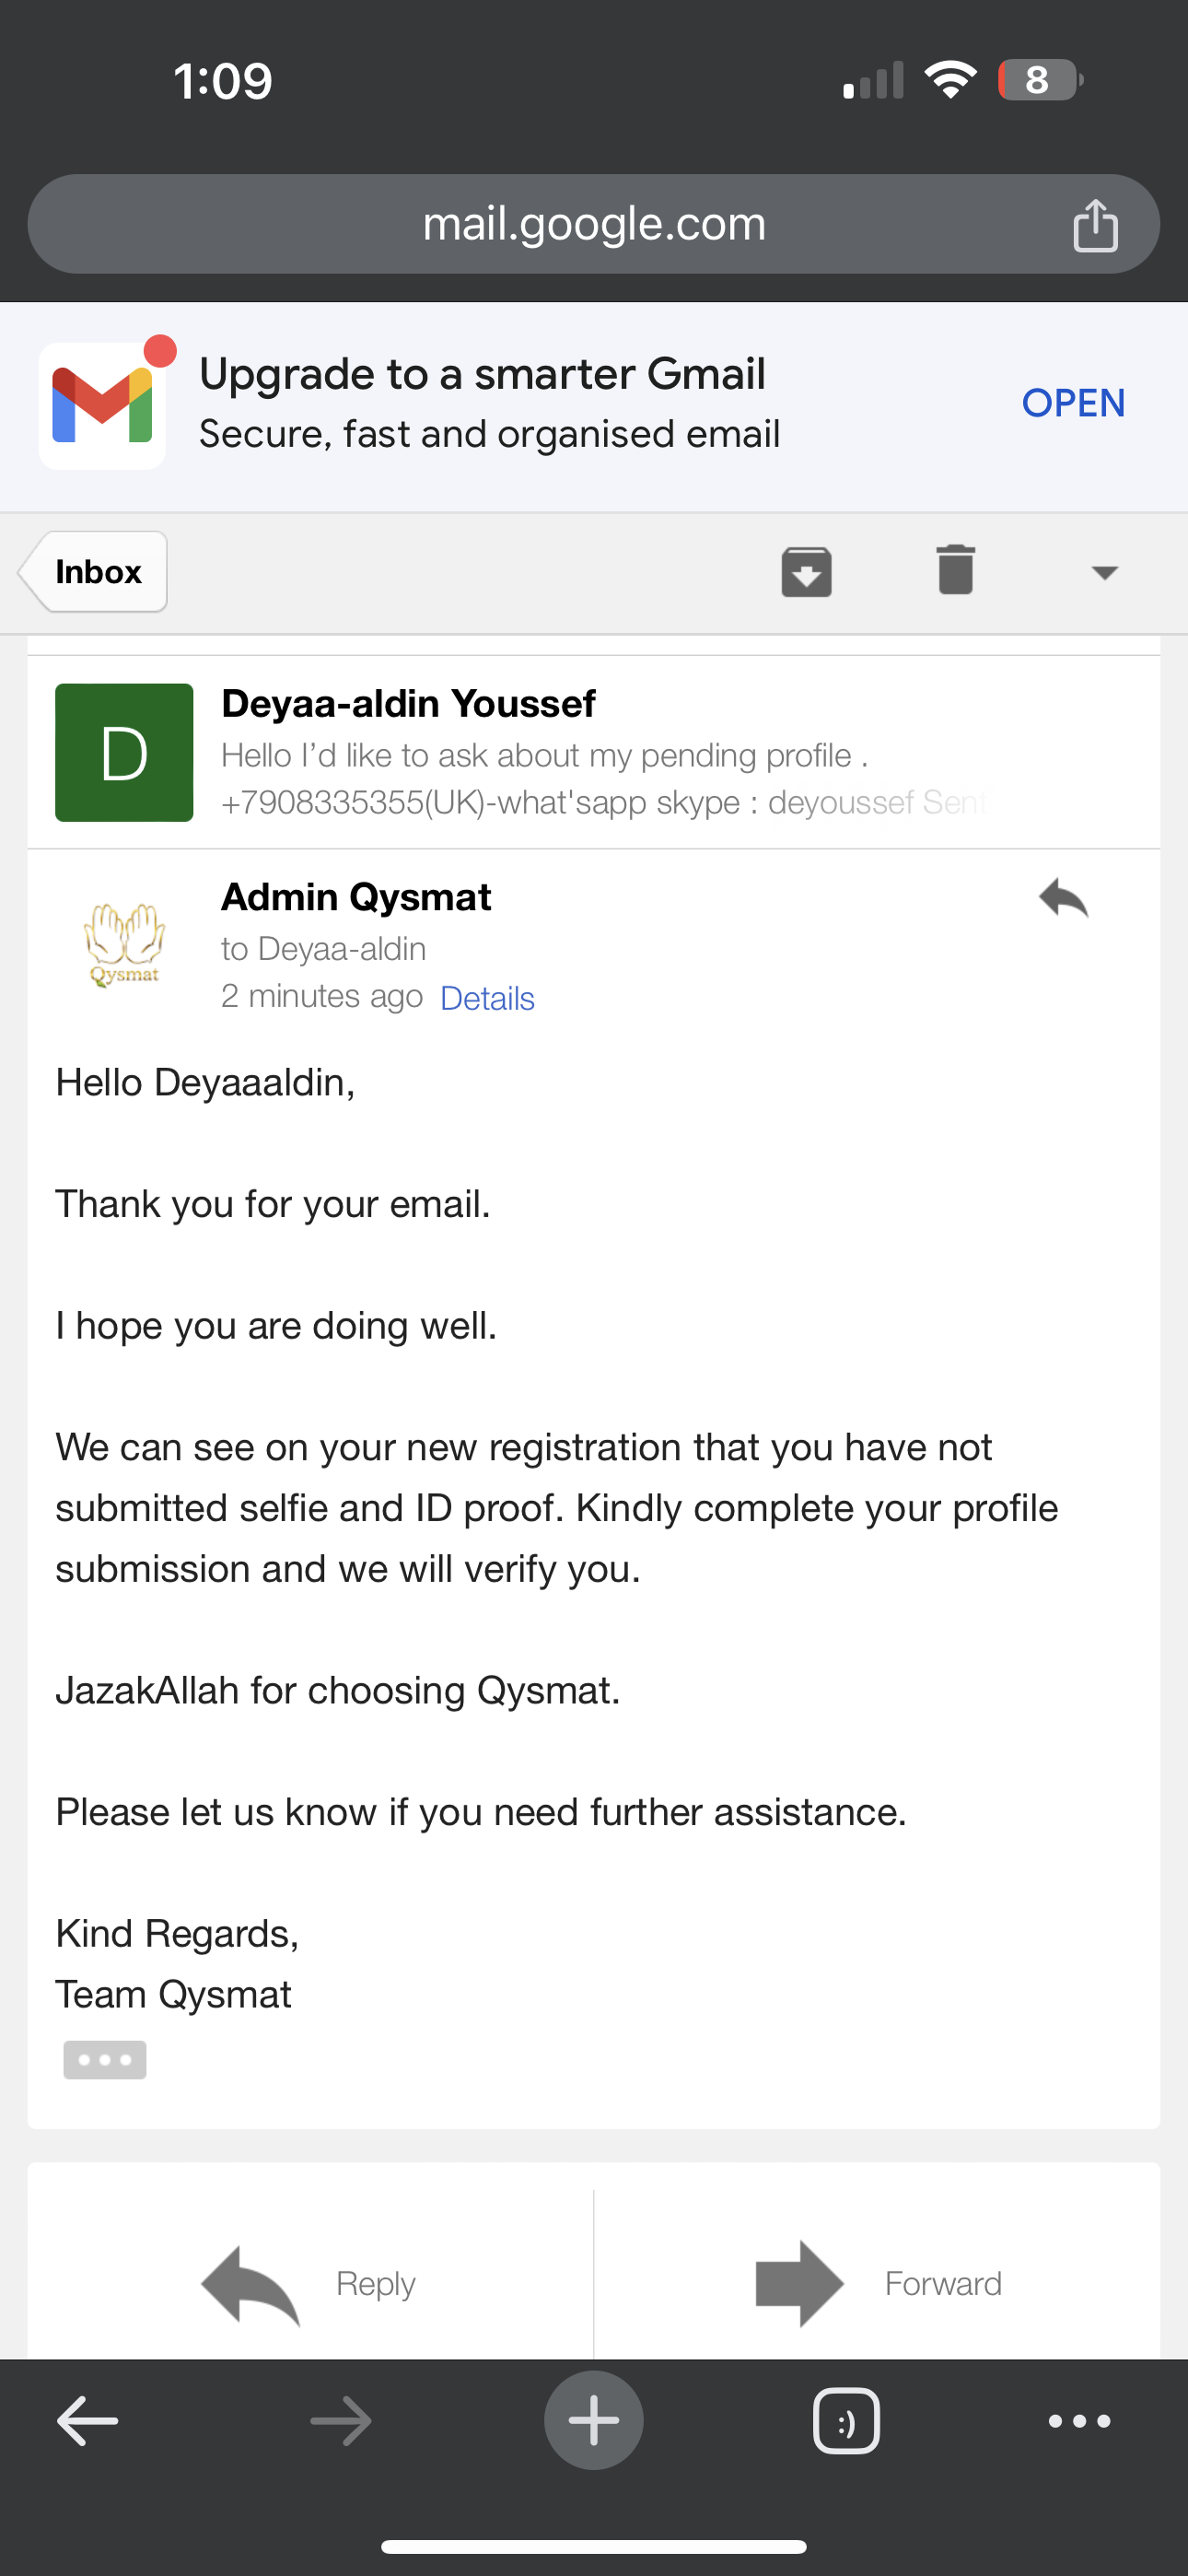 1:09
8
mail.google.com
Upgrade to a smarter Gmail
Secure, fast and organised email
OPEN
Inbox
D
Deyaa-aldin Youssef
Hello I’d like to ask about my pending profile .
+7908335355(UK)-what'sapp skype : deyoussef Sent
Qysmat
Admin Qysmat
to Deyaa-aldin
2 minutes ago Details
Hello Deyaaaldin,
Thank you for your email.
I hope you are doing well.
We can see on your new registration that you have not
submitted selfie and ID proof. Kindly complete your profile
submission and we will verify you.
JazakAllah for choosing Qysmat.
Please let us know if you need further assistance.
Kind Regards,
Team Qysmat
Reply
Forward
:)